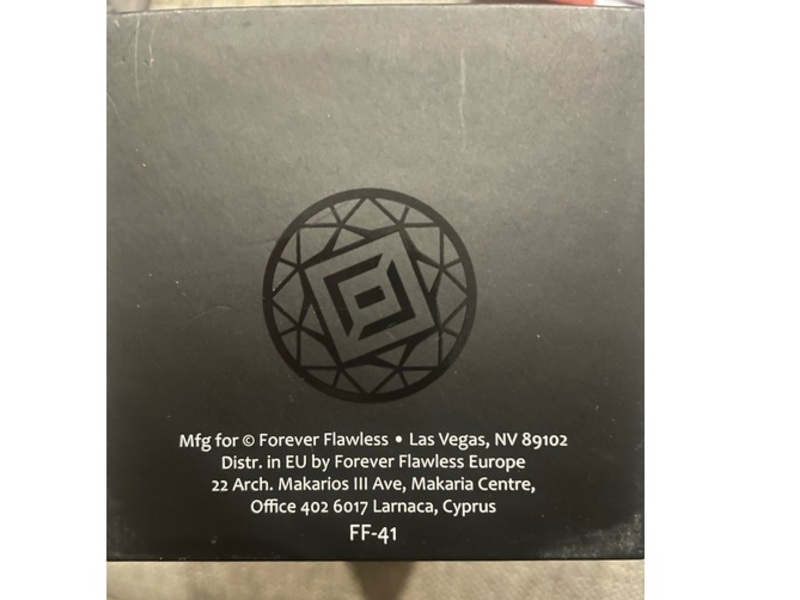 Mfg for © Forever Flawless • Las Vegas, NV 89102
Distr. in EU by Forever Flawless Europe
22 Arch. Makarios III Ave, Makaria Centre,
Office 402 6017 Larnaca, Cyprus
FF-41